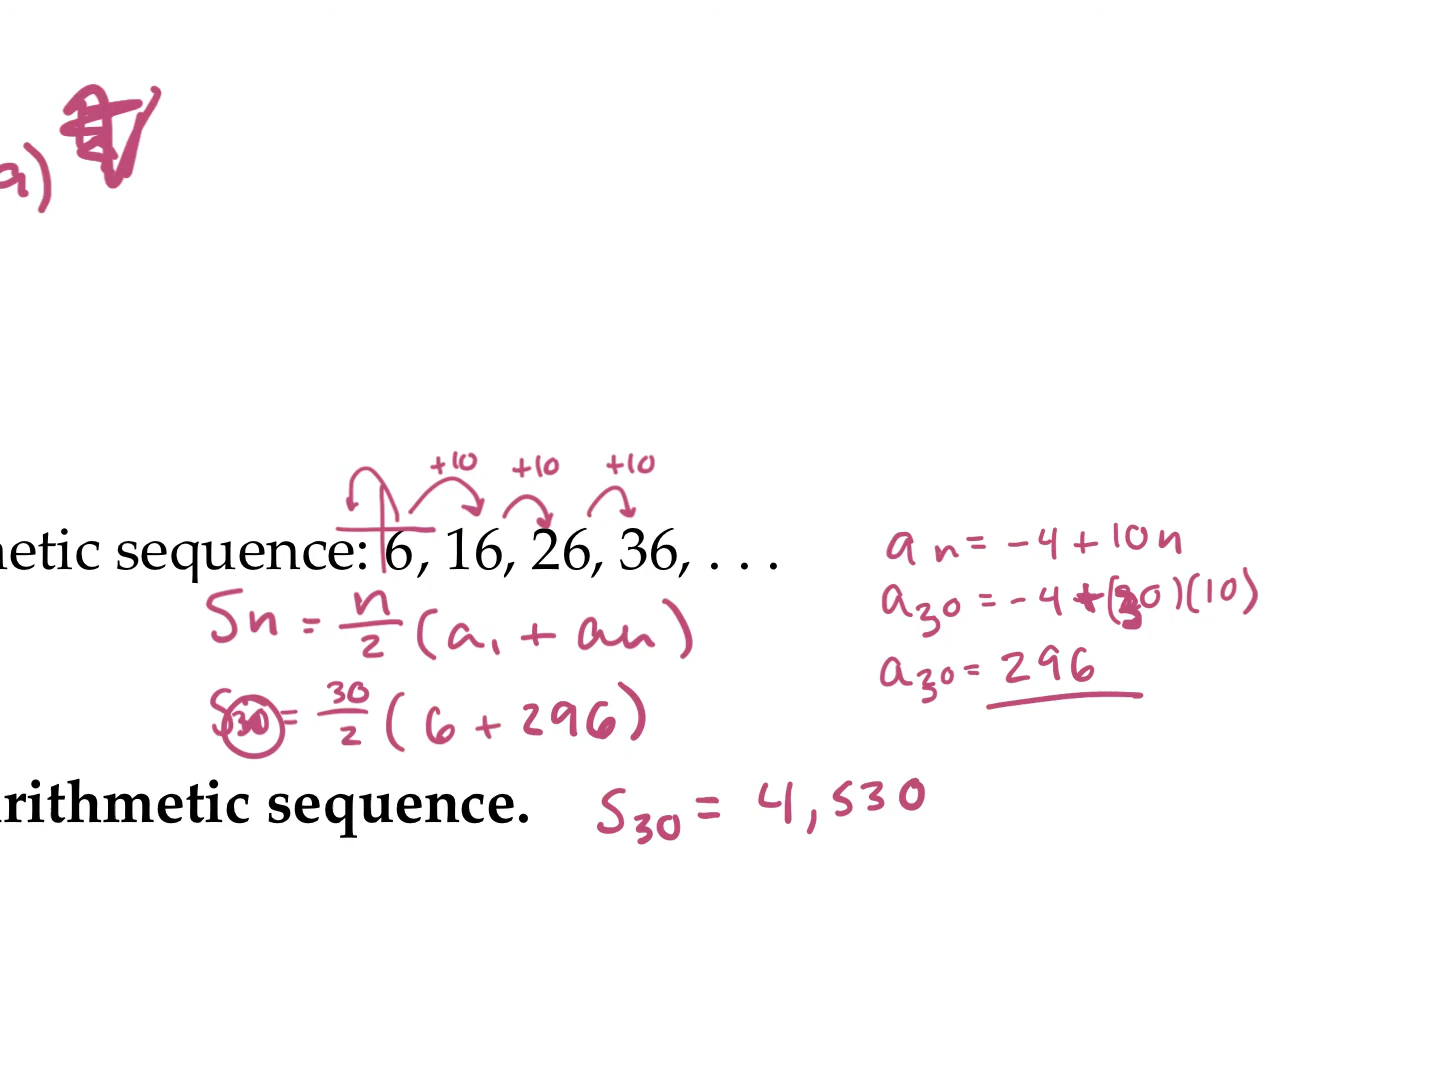 a)
+10 +10 +10
netic sequence: 6, 16, 26, 36, . . .
an = -4 + 10n
a30 = -4 + (30)(10)
a30 = 296
Sn = n/2 (a1 + an)
S30 = 30/2 (6 + 296)
rithmetic sequence.
S30 = 4,530